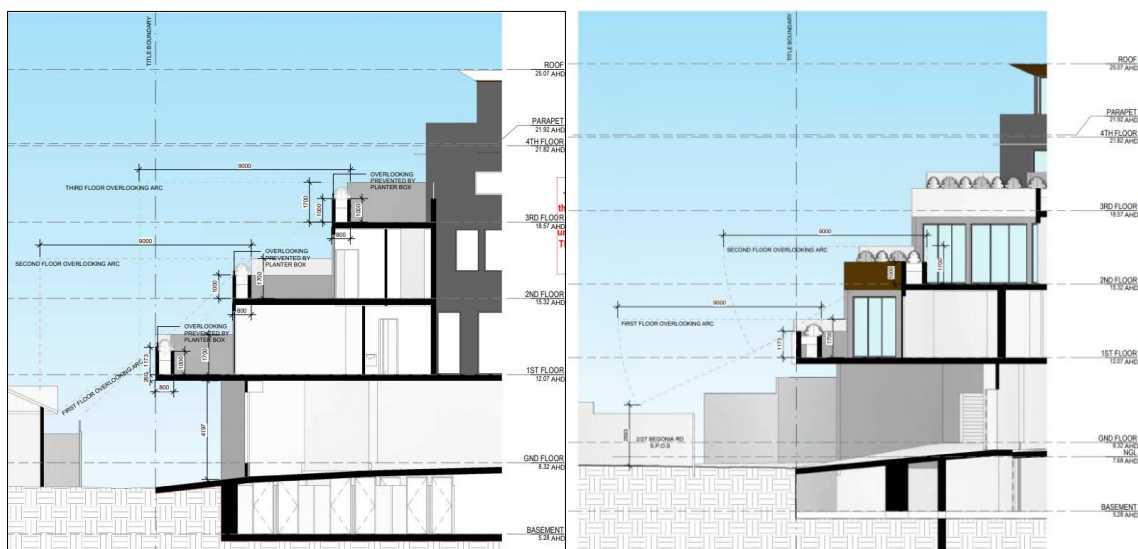 TITLE BOUNDARY
ROOF
25.07 AHD
PARAPET
21.92 AHD
4TH FLOOR
21.82 AHD
9000
OVERLOOKING
PREVENTED BY
PLANTER BOX
THIRD FLOOR OVERLOOKING ARC
1700
1000
1000
3RD FLOOR
18.57 AHD
800
9000
OVERLOOKING
PREVENTED BY
PLANTER BOX
SECOND FLOOR OVERLOOKING ARC
1000
1700
2ND FLOOR
15.32 AHD
800
OVERLOOKING
PREVENTED BY
PLANTER BOX
1173
1000
1700
260
1ST FLOOR
12.07 AHD
800
FIRST FLOOR OVERLOOKING ARC
4197
GND FLOOR
8.32 AHD
BASEMENT
5.28 AHD
TITLE BOUNDARY
ROOF
25.07 AHD
PARAPET
21.92 AHD
4TH FLOOR
21.82 AHD
3RD FLOOR
18.57 AHD
9000
SECOND FLOOR OVERLOOKING ARC
1700
1000
2ND FLOOR
15.32 AHD
9000
FIRST FLOOR OVERLOOKING ARC
1173
1700
1ST FLOOR
12.07 AHD
2/27 BEGONIA RD
S.P.O.S
GND FLOOR
8.32 AHD
NGL
7.68 AHD
BASEMENT
5.28 AHD